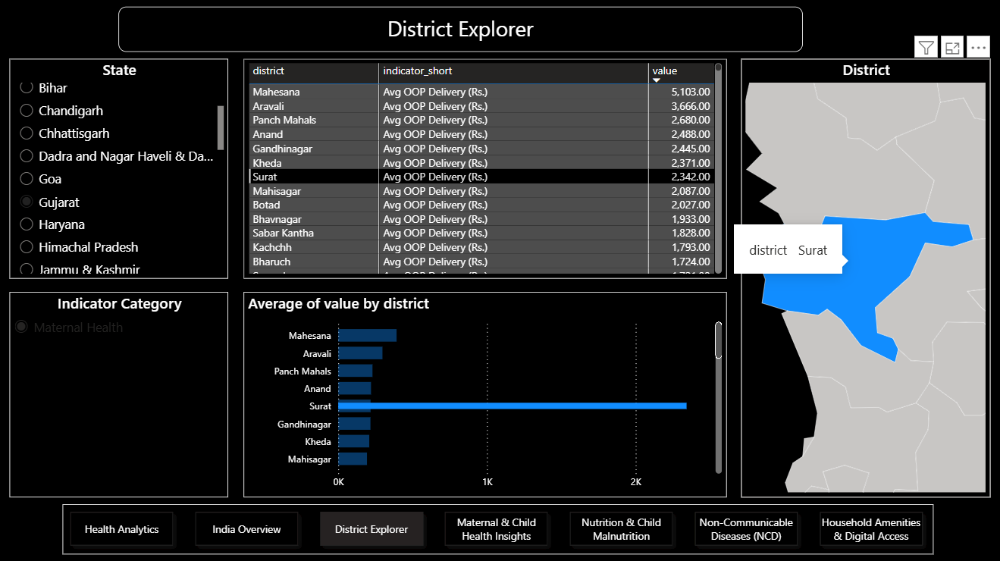 District Explorer
State
Bihar
Chandigarh
Chhattisgarh
Dadra and Nagar Haveli & Da...
Goa
Gujarat
Haryana
Himachal Pradesh
Jammu & Kashmir
district indicator_short value
Mahesana Avg OOP Delivery (Rs.) 5,103.00
Aravali Avg OOP Delivery (Rs.) 3,666.00
Panch Mahals Avg OOP Delivery (Rs.) 2,680.00
Anand Avg OOP Delivery (Rs.) 2,488.00
Gandhinagar Avg OOP Delivery (Rs.) 2,445.00
Kheda Avg OOP Delivery (Rs.) 2,371.00
Surat Avg OOP Delivery (Rs.) 2,342.00
Mahisagar Avg OOP Delivery (Rs.) 2,087.00
Botad Avg OOP Delivery (Rs.) 2,027.00
Bhavnagar Avg OOP Delivery (Rs.) 1,933.00
Sabar Kantha Avg OOP Delivery (Rs.) 1,828.00
Kachchh Avg OOP Delivery (Rs.) 1,793.00
Bharuch Avg OOP Delivery (Rs.) 1,724.00
District
district Surat
Indicator Category
Maternal Health
Average of value by district
Mahesana
Aravali
Panch Mahals
Anand
Surat
Gandhinagar
Kheda
Mahisagar
0K 1K 2K
Health Analytics
India Overview
District Explorer
Maternal & Child
Health Insights
Nutrition & Child
Malnutrition
Non-Communicable
Diseases (NCD)
Household Amenities
& Digital Access